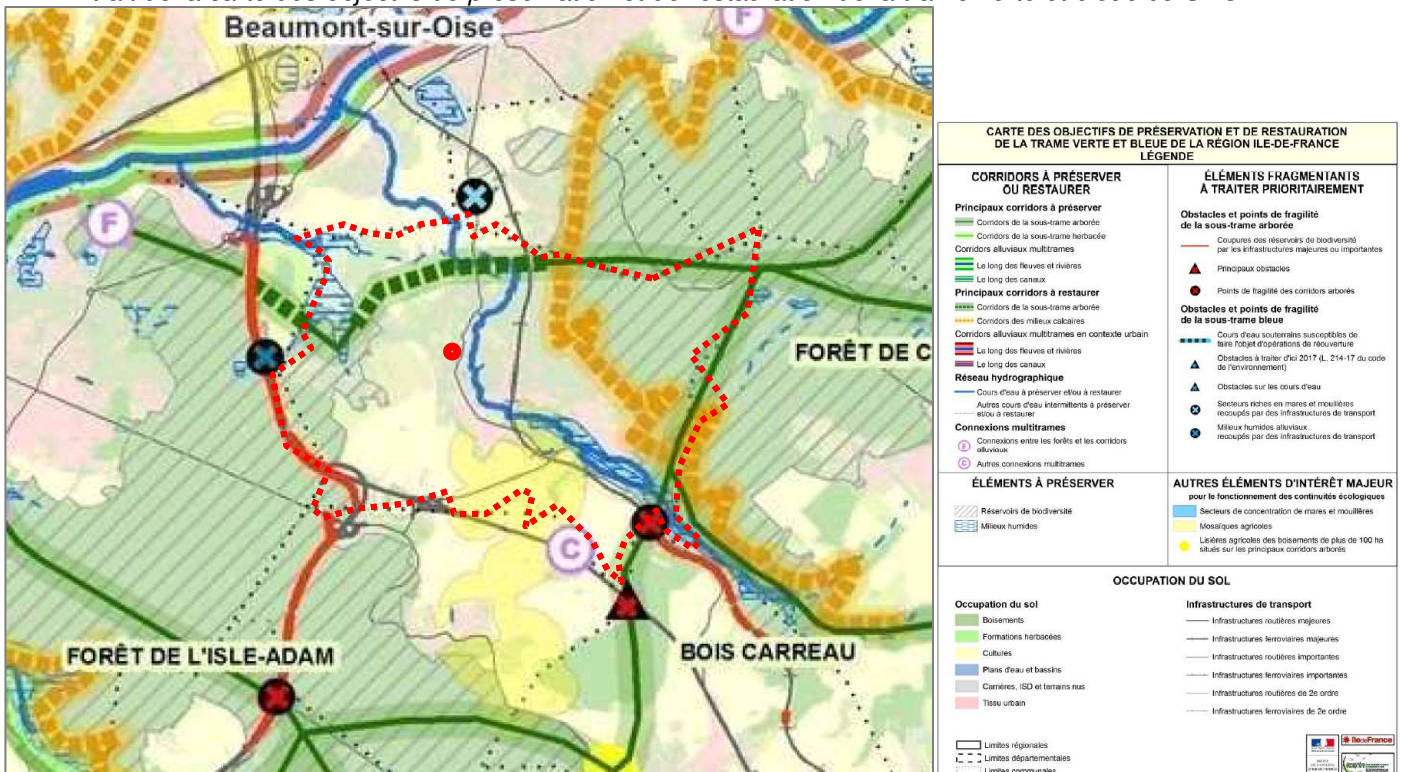 Beaumont-sur-Oise
F
F
FORÊT DE C
C
FORÊT DE L'ISLE-ADAM
BOIS CARREAU
CARTE DES OBJECTIFS DE PRÉSERVATION ET DE RESTAURATION
DE LA TRAME VERTE ET BLEUE DE LA RÉGION ILE-DE-FRANCE
LÉGENDE
CORRIDORS À PRÉSERVER
OU RESTAURER
Principaux corridors à préserver
Corridors de la sous-trame arborée
Corridors de la sous-trame herbacée
Corridors alluviaux multitrames
Le long des fleuves et rivières
Le long des canaux
Principaux corridors à restaurer
Corridors de la sous-trame arborée
Corridors des milieux calcaires
Corridors alluviaux multitrames en contexte urbain
Le long des fleuves et rivières
Le long des canaux
Réseau hydrographique
Cours d'eau à préserver et/ou à restaurer
Autres cours d'eau intermittents à préserver
et/ou à restaurer
Connexions multitrames
F Connexions entre les forêts et les corridors
alluviaux
C Autres connexions multitrames
ÉLÉMENTS FRAGMENTANTS
À TRAITER PRIORITAIREMENT
Obstacles et points de fragilité
de la sous-trame arborée
Coupures des réservoirs de biodiversité
par les infrastructures majeures ou importantes
Principaux obstacles
Points de fragilité des corridors arborés
Obstacles et points de fragilité
de la sous-trame bleue
Cours d'eau souterrains susceptibles de
faire l'objet d'opérations de réouverture
Obstacles à traiter d'ici 2017 (L. 214-17 du code
de l'environnement)
Obstacles sur les cours d'eau
Secteurs riches en mares et mouillères
recoupés par des infrastructures de transport
Milieux humides alluviaux
recoupés par des infrastructures de transport
ÉLÉMENTS À PRÉSERVER
Réservoirs de biodiversité
Milieux humides
AUTRES ÉLÉMENTS D'INTÉRÊT MAJEUR
pour le fonctionnement des continuités écologiques
Secteurs de concentration de mares et mouillères
Mosaïques agricoles
Lisières agricoles des boisements de plus de 100 ha
situés sur les principaux corridors arborés
OCCUPATION DU SOL
Occupation du sol
Boisements
Formations herbacées
Cultures
Plans d'eau et bassins
Carrières, ISD et terrains nus
Tissu urbain
Infrastructures de transport
Infrastructures routières majeures
Infrastructures ferroviaires majeures
Infrastructures routières importantes
Infrastructures ferroviaires importantes
Infrastructures routières de 2e ordre
Infrastructures ferroviaires de 2e ordre
Limites régionales
Limites départementales
Limites communales
îledeFrance